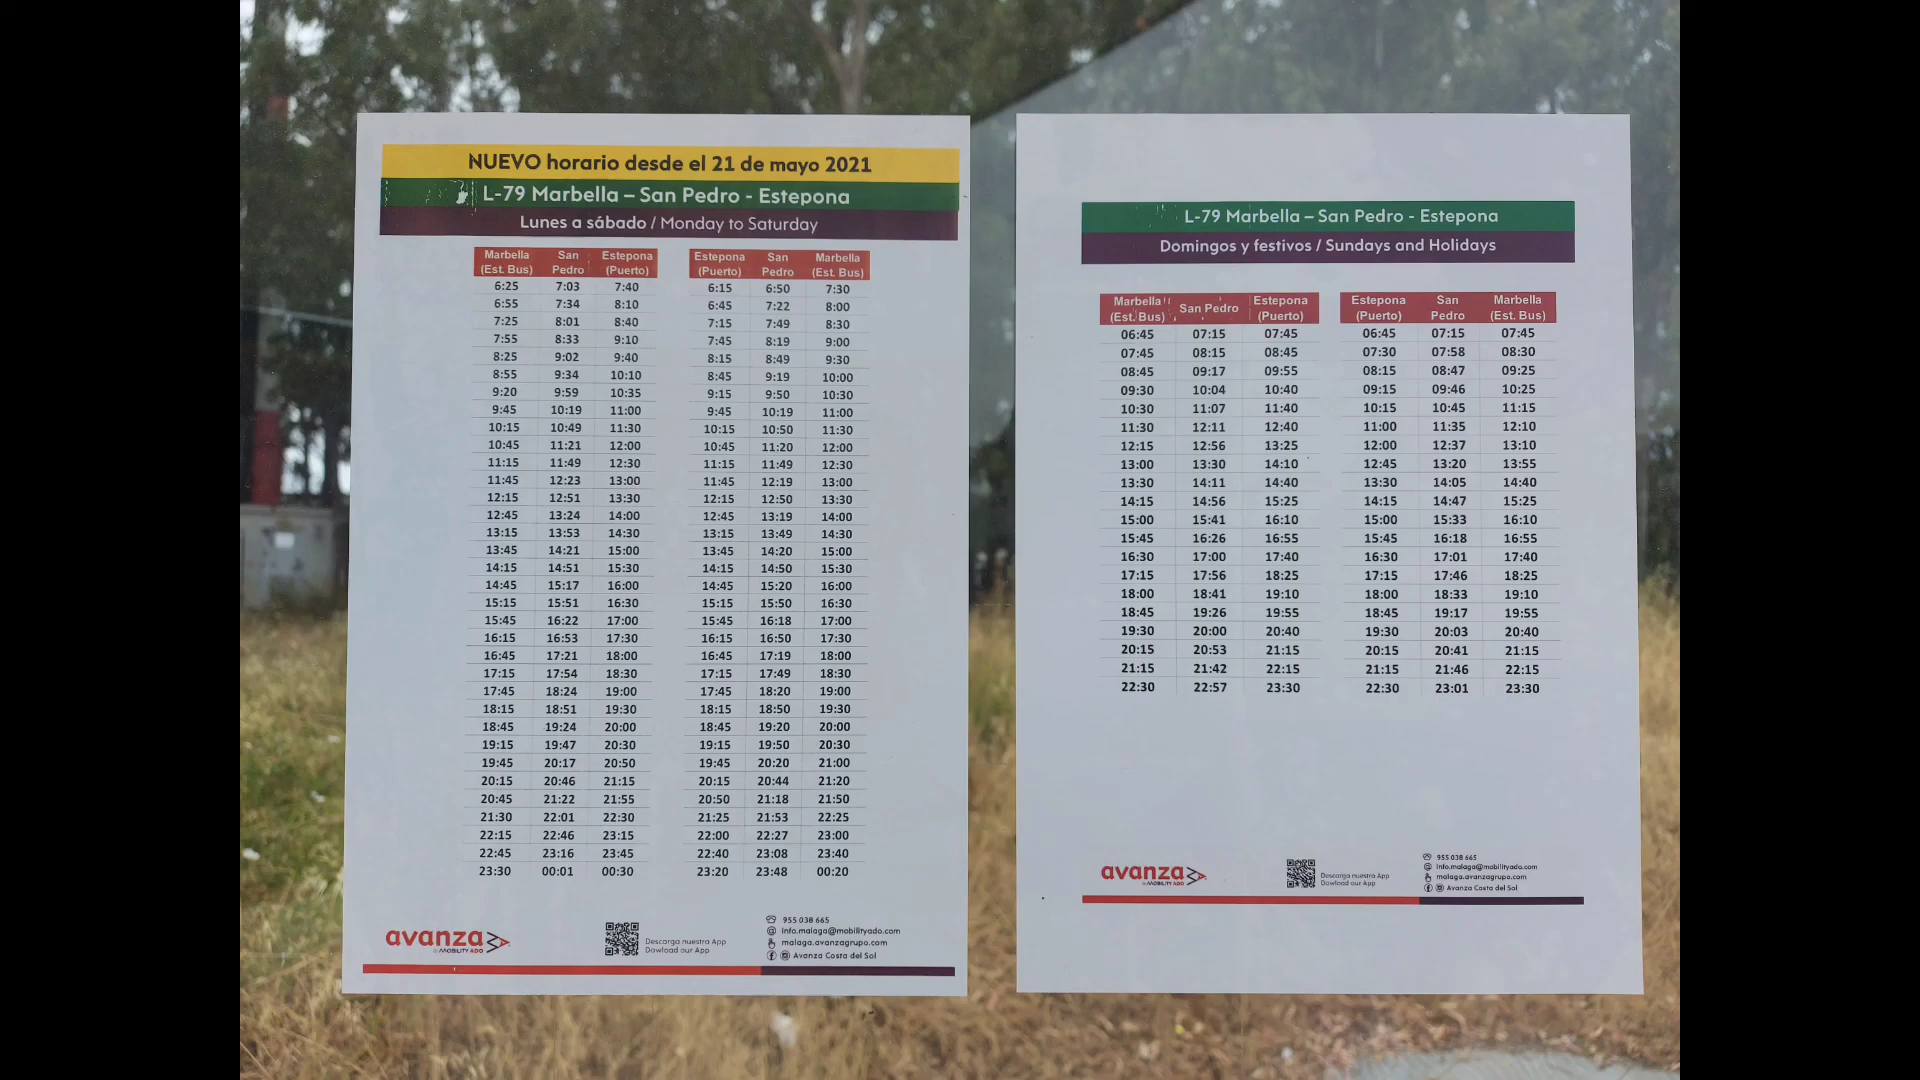 NUEVO horario desde el 21 de mayo 2021
L-79 Marbella – San Pedro - Estepona
Lunes a sábado / Monday to Saturday
Marbella (Est. Bus) San Pedro Estepona (Puerto) Estepona (Puerto) San Pedro Marbella (Est. Bus)
6:25 7:03 7:40 6:15 6:50 7:30
6:55 7:34 8:10 6:45 7:22 8:00
7:25 8:01 8:40 7:15 7:49 8:30
7:55 8:33 9:10 7:45 8:19 9:00
8:25 9:02 9:40 8:15 8:49 9:30
8:55 9:34 10:10 8:45 9:19 10:00
9:20 9:59 10:35 9:15 9:50 10:30
9:45 10:19 11:00 9:45 10:19 11:00
10:15 10:49 11:30 10:15 10:50 11:30
10:45 11:21 12:00 10:45 11:20 12:00
11:15 11:49 12:30 11:15 11:49 12:30
11:45 12:23 13:00 11:45 12:19 13:00
12:15 12:51 13:30 12:15 12:50 13:30
12:45 13:24 14:00 12:45 13:19 14:00
13:15 13:53 14:30 13:15 13:49 14:30
13:45 14:21 15:00 13:45 14:20 15:00
14:15 14:51 15:30 14:15 14:50 15:30
14:45 15:17 16:00 14:45 15:20 16:00
15:15 15:51 16:30 15:15 15:50 16:30
15:45 16:22 17:00 15:45 16:18 17:00
16:15 16:53 17:30 16:15 16:50 17:30
16:45 17:21 18:00 16:45 17:19 18:00
17:15 17:54 18:30 17:15 17:49 18:30
17:45 18:24 19:00 17:45 18:20 19:00
18:15 18:51 19:30 18:15 18:50 19:30
18:45 19:24 20:00 18:45 19:20 20:00
19:15 19:47 20:30 19:15 19:50 20:30
19:45 20:17 20:50 19:45 20:20 21:00
20:15 20:46 21:15 20:15 20:44 21:20
20:45 21:22 21:55 20:50 21:18 21:50
21:30 22:01 22:30 21:25 21:53 22:25
22:15 22:46 23:15 22:00 22:27 23:00
22:45 23:16 23:45 22:40 23:08 23:40
23:30 00:01 00:30 23:20 23:48 00:20
avanza
by MOBILITY ADO
Descarga nuestra App
Dowload our App
955 038 665
info.malaga@mobilityado.com
malaga.avanzagrupo.com
Avanza Costa del Sol
L-79 Marbella – San Pedro - Estepona
Domingos y festivos / Sundays and Holidays
Marbella (Est. Bus) San Pedro Estepona (Puerto) Estepona (Puerto) San Pedro Marbella (Est. Bus)
06:45 07:15 07:45 06:45 07:15 07:45
07:45 08:15 08:45 07:30 07:58 08:30
08:45 09:17 09:55 08:15 08:47 09:25
09:30 10:04 10:40 09:15 09:46 10:25
10:30 11:07 11:40 10:15 10:45 11:15
11:30 12:11 12:40 11:00 11:35 12:10
12:15 12:56 13:25 12:00 12:37 13:10
13:00 13:30 14:10 12:45 13:20 13:55
13:30 14:11 14:40 13:30 14:05 14:40
14:15 14:56 15:25 14:15 14:47 15:25
15:00 15:41 16:10 15:00 15:33 16:10
15:45 16:26 16:55 15:45 16:18 16:55
16:30 17:00 17:40 16:30 17:01 17:40
17:15 17:56 18:25 17:15 17:46 18:25
18:00 18:41 19:10 18:00 18:33 19:10
18:45 19:26 19:55 18:45 19:17 19:55
19:30 20:00 20:40 19:30 20:03 20:40
20:15 20:53 21:15 20:15 20:41 21:15
21:15 21:42 22:15 21:15 21:46 22:15
22:30 22:57 23:30 22:30 23:01 23:30
avanza
by MOBILITY ADO
Descarga nuestra App
Dowload our App
955 038 665
info.malaga@mobilityado.com
malaga.avanzagrupo.com
Avanza Costa del Sol